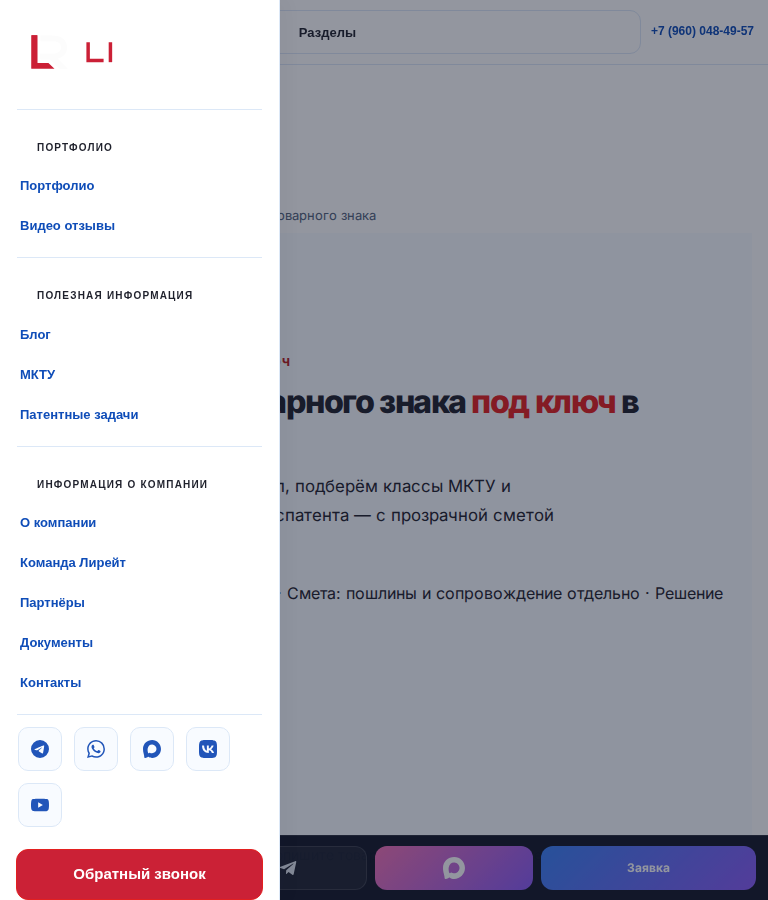 LI
Разделы
+7 (960) 048-49-57
ПОРТФОЛИО
Портфолио
Видео отзывы
ПОЛЕЗНАЯ ИНФОРМАЦИЯ
Блог
МКТУ
Патентные задачи
ИНФОРМАЦИЯ О КОМПАНИИ
О компании
Команда Лирейт
Партнёры
Документы
Контакты
Обратный звонок
оварного знака
ч
арного знака под ключ в
л, подберём классы МКТУ и
спатента — с прозрачной сметой
· Смета: пошлины и сопровождение отдельно · Решение
Заявка